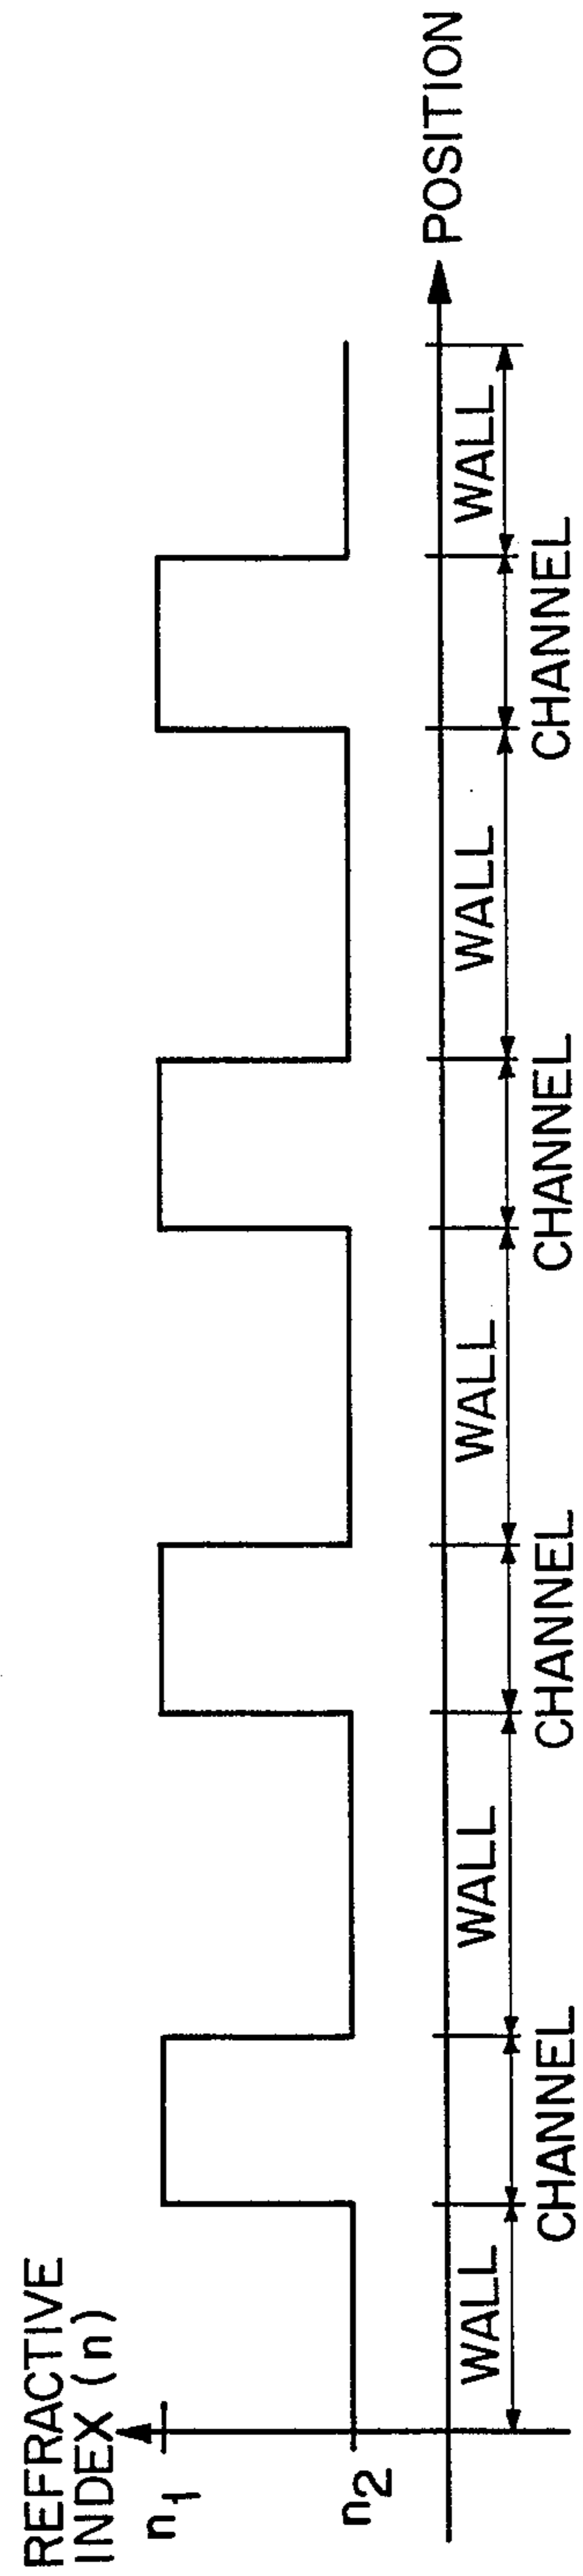 REFRACTIVE
INDEX (n)
n1
n2
WALL
CHANNEL
WALL
CHANNEL
WALL
CHANNEL
WALL
CHANNEL
WALL
POSITION